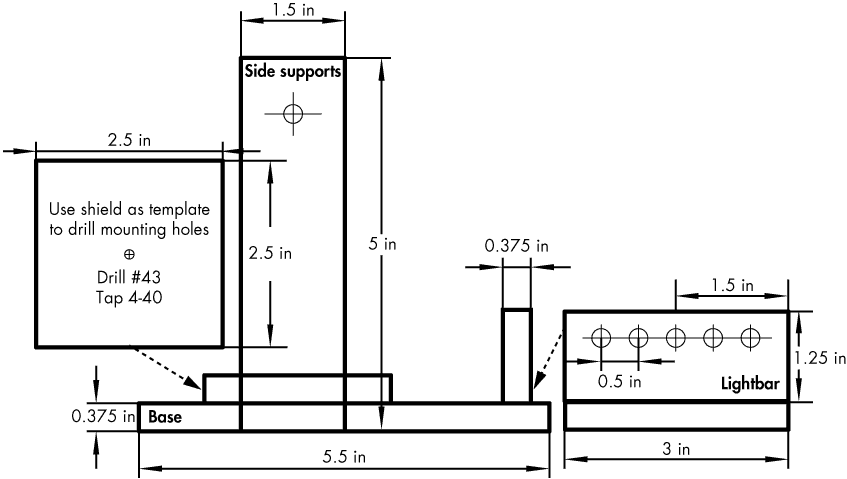 1.5 in
Side supports
2.5 in
Use shield as template
to drill mounting holes
Drill #43
Tap 4-40
2.5 in
5 in
0.375 in
1.5 in
1.25 in
0.5 in
Lightbar
0.375 in
Base
5.5 in
3 in